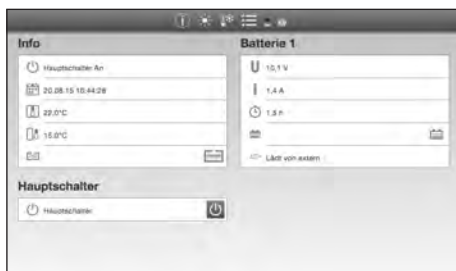 Info
Hauptschalter An
20.08.15 10:44:28
22.0°C
15.0°C
Hauptschalter
Hauptschalter
Batterie 1
U 10,1 V
I 1,4 A
1,8 h
Lädt von extern